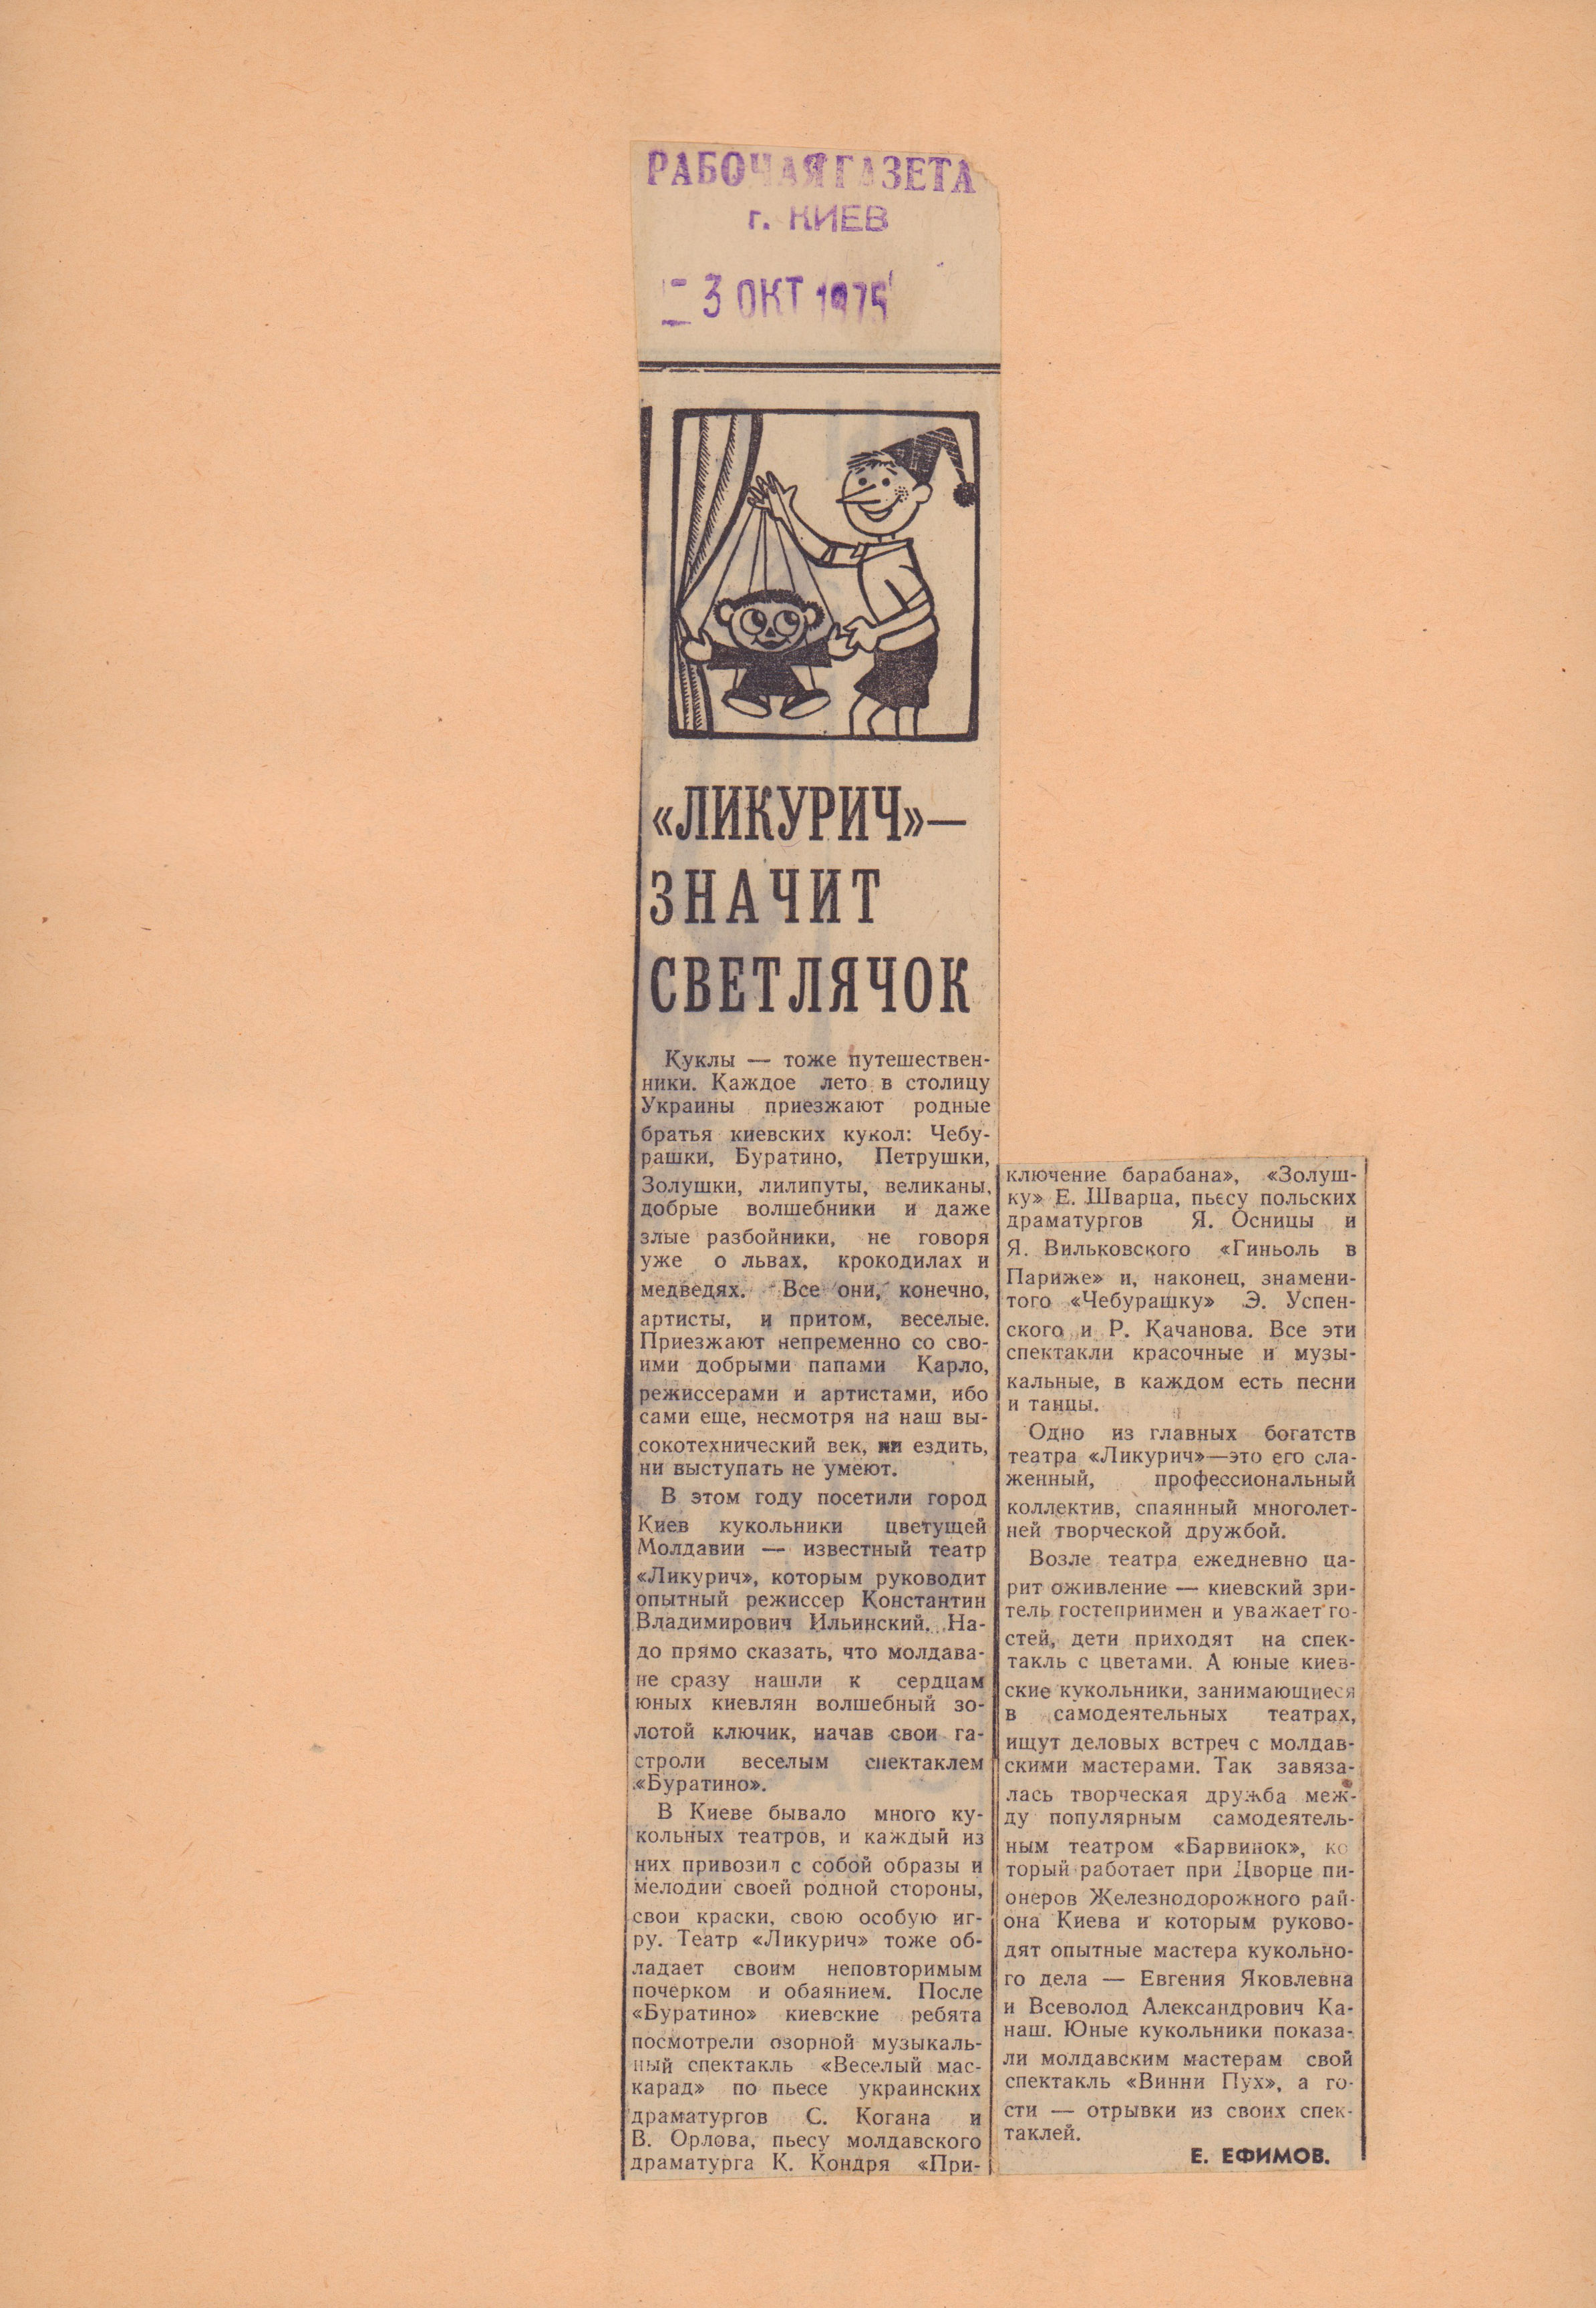 РАБОЧАЯ ГАЗЕТА
г. КИЕВ
3 ОКТ 1975
«ЛИКУРИЧ» —
ЗНАЧИТ
СВЕТЛЯЧОК
Куклы — тоже путешествен-
ники. Каждое лето в столицу
Украины приезжают родные
братья киевских кукол: Чебу-
рашки, Буратино, Петрушки,
Золушки, лилипуты, великаны,
добрые волшебники и даже
злые разбойники, не говоря
уже о львах, крокодилах и
медведях. Все они, конечно,
артисты, и притом, веселые.
Приезжают непременно со сво-
ими добрыми папами Карло,
режиссерами и артистами, ибо
сами еще, несмотря на наш вы-
сокотехнический век, ни ездить,
ни выступать не умеют.
В этом году посетили город
Киев кукольники цветущей
Молдавии — известный театр
«Ликурич», которым руководит
опытный режиссер Константин
Владимирович Ильинский. На-
до прямо сказать, что молдава-
не сразу нашли к сердцам
юных киевлян волшебный зо-
лотой ключик, начав свои га-
строли веселым спектаклем
«Буратино».
В Киеве бывало много ку-
кольных театров, и каждый из
них привозил с собой образы и
мелодии своей родной стороны,
свои краски, свою особую иг-
ру. Театр «Ликурич» тоже об-
ладает своим неповторимым
почерком и обаянием. После
«Буратино» киевские ребята
посмотрели озорной музыкаль-
ный спектакль «Веселый мас-
карад» по пьесе украинских
драматургов С. Когана и
В. Орлова, пьесу молдавского
драматурга К. Кондря «При-
ключение барабана», «Золуш-
ку» Е. Шварца, пьесу польских
драматургов Я. Осницы и
Я. Вильковского «Гиньоль в
Париже» и, наконец, знамени-
того «Чебурашку» Э. Успен-
ского и Р. Качанова. Все эти
спектакли красочные и музы-
кальные, в каждом есть песни
и танцы.
Одно из главных богатств
театра «Ликурич»—это его сла-
женный, профессиональный
коллектив, спаянный многолет-
ней творческой дружбой.
Возле театра ежедневно ца-
рит оживление — киевский зри-
тель гостеприимен и уважает го-
стей, дети приходят на спек-
такль с цветами. А юные киев-
ские кукольники, занимающиеся
в самодеятельных театрах,
ищут деловых встреч с молдав-
скими мастерами. Так завяза-
лась творческая дружба меж-
ду популярным самодеятель-
ным театром «Барвинок», ко
торый работает при Дворце пи-
онеров Железнодорожного рай-
она Киева и которым руково-
дят опытные мастера кукольно-
го дела — Евгения Яковлевна
и Всеволод Александрович Ка-
наш. Юные кукольники показа-
ли молдавским мастерам свой
спектакль «Винни Пух», а го-
сти — отрывки из своих спек-
таклей.
Е. ЕФИМОВ.